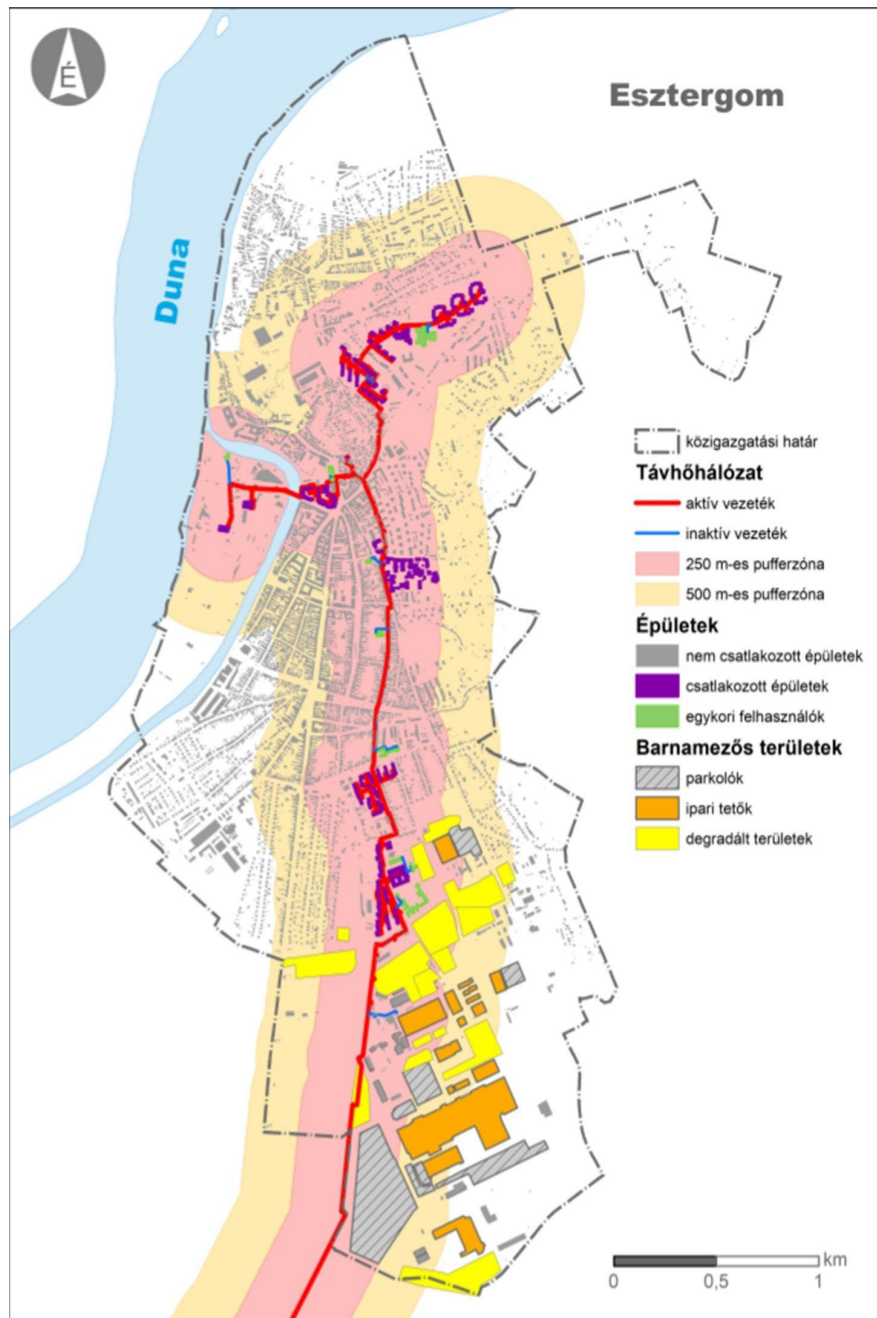 É
Esztergom
Duna
közigazgatási határ
Távhőhálózat
aktív vezeték
inaktív vezeték
250 m-es pufferzóna
500 m-es pufferzóna
Épületek
nem csatlakozott épületek
csatlakozott épületek
egykori felhasználók
Barnamezős területek
parkolók
ipari tetők
degradált területek
km
0 0,5 1